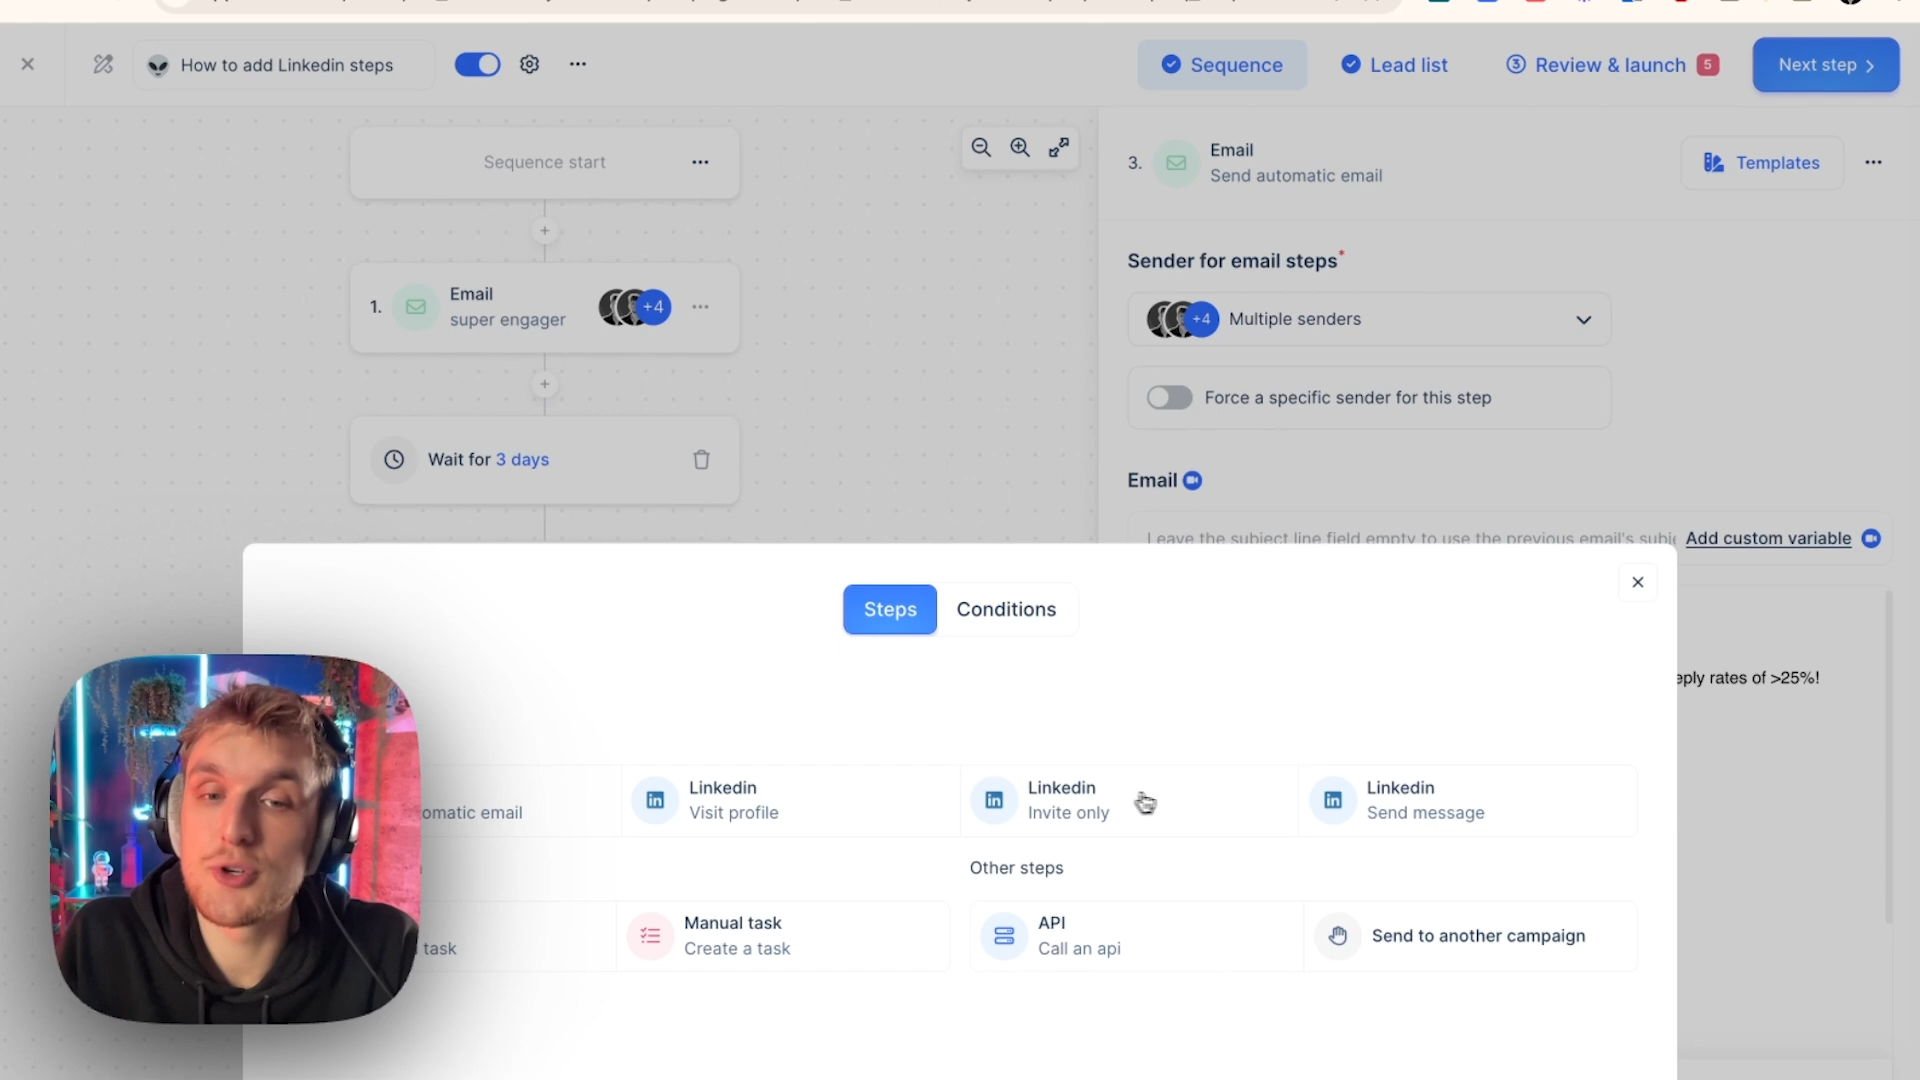 How to add Linkedin steps
Sequence
Lead list
3 Review & launch 5
Next step
Sequence start
3. Email
Send automatic email
Templates
Sender for email steps*
1. Email
super engager
+4
+4 Multiple senders
Force a specific sender for this step
Wait for 3 days
Email
Leave the subject line field empty to use the previous email's subje
Add custom variable
Steps
Conditions
eply rates of >25%!
omatic email
Linkedin
Visit profile
Linkedin
Invite only
Linkedin
Send message
Other steps
task
Manual task
Create a task
API
Call an api
Send to another campaign